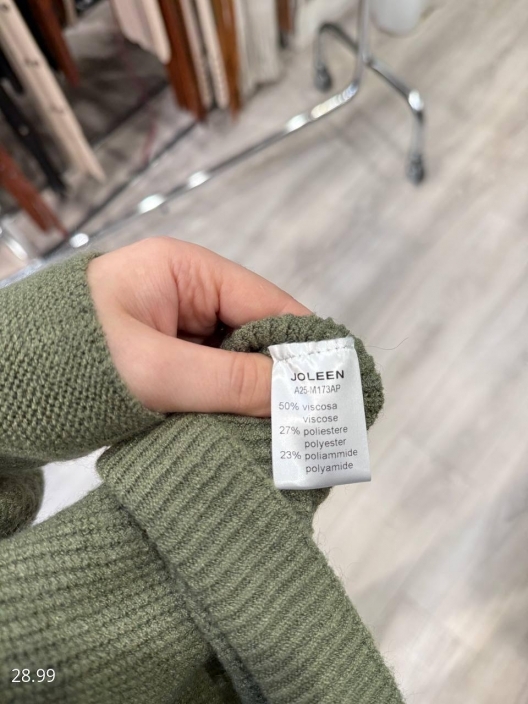 JOLEEN
A25-M173AP
50% viscosa
viscose
27% poliestere
polyester
23% poliammide
polyamide
28.99